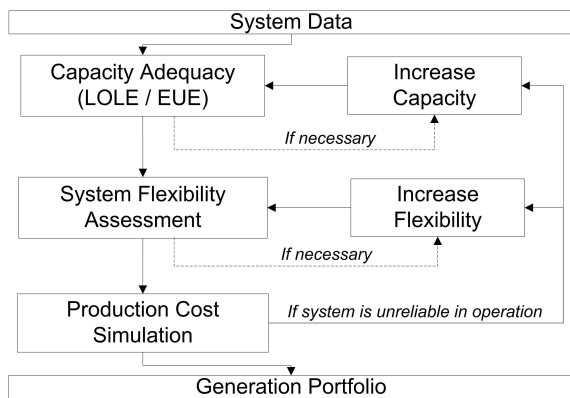 System Data
Capacity Adequacy
(LOLE / EUE)
Increase
Capacity
If necessary
System Flexibility
Assessment
Increase
Flexibility
If necessary
Production Cost
Simulation
If system is unreliable in operation
Generation Portfolio